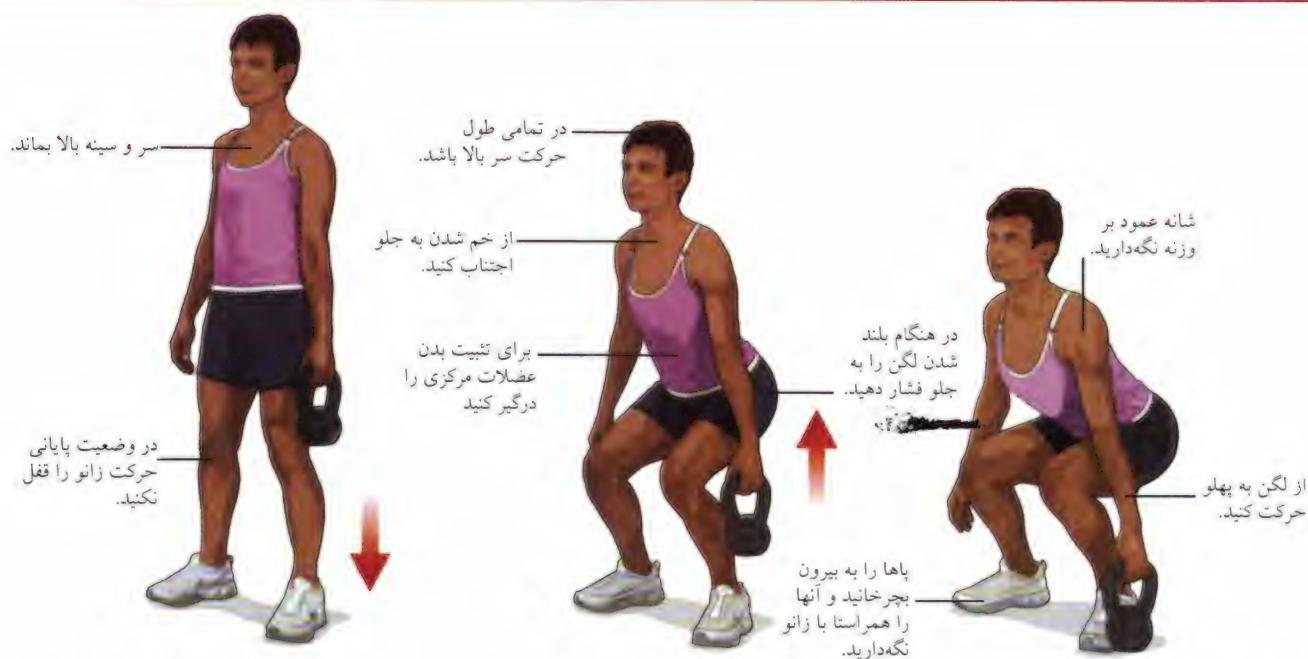 سر و سینه بالا بماند.
در وضعیت پایانی
حرکت زانو را قفل
نکنید.
در تمامی طول
حرکت سر بالا باشد.
از خم شدن به جلو
اجتناب کنید.
برای تثبیت بدن
عضلات مرکزی را
درگیر کنید
در هنگام بلند
شدن لگن را به
جلو فشار دهید.
پاها را به بیرون
بچرخانید و آنها
را همراستا با زانو
نگه‌دارید.
شانه عمود بر
وزنه نگه‌دارید.
از لگن به پهلو
حرکت کنید.